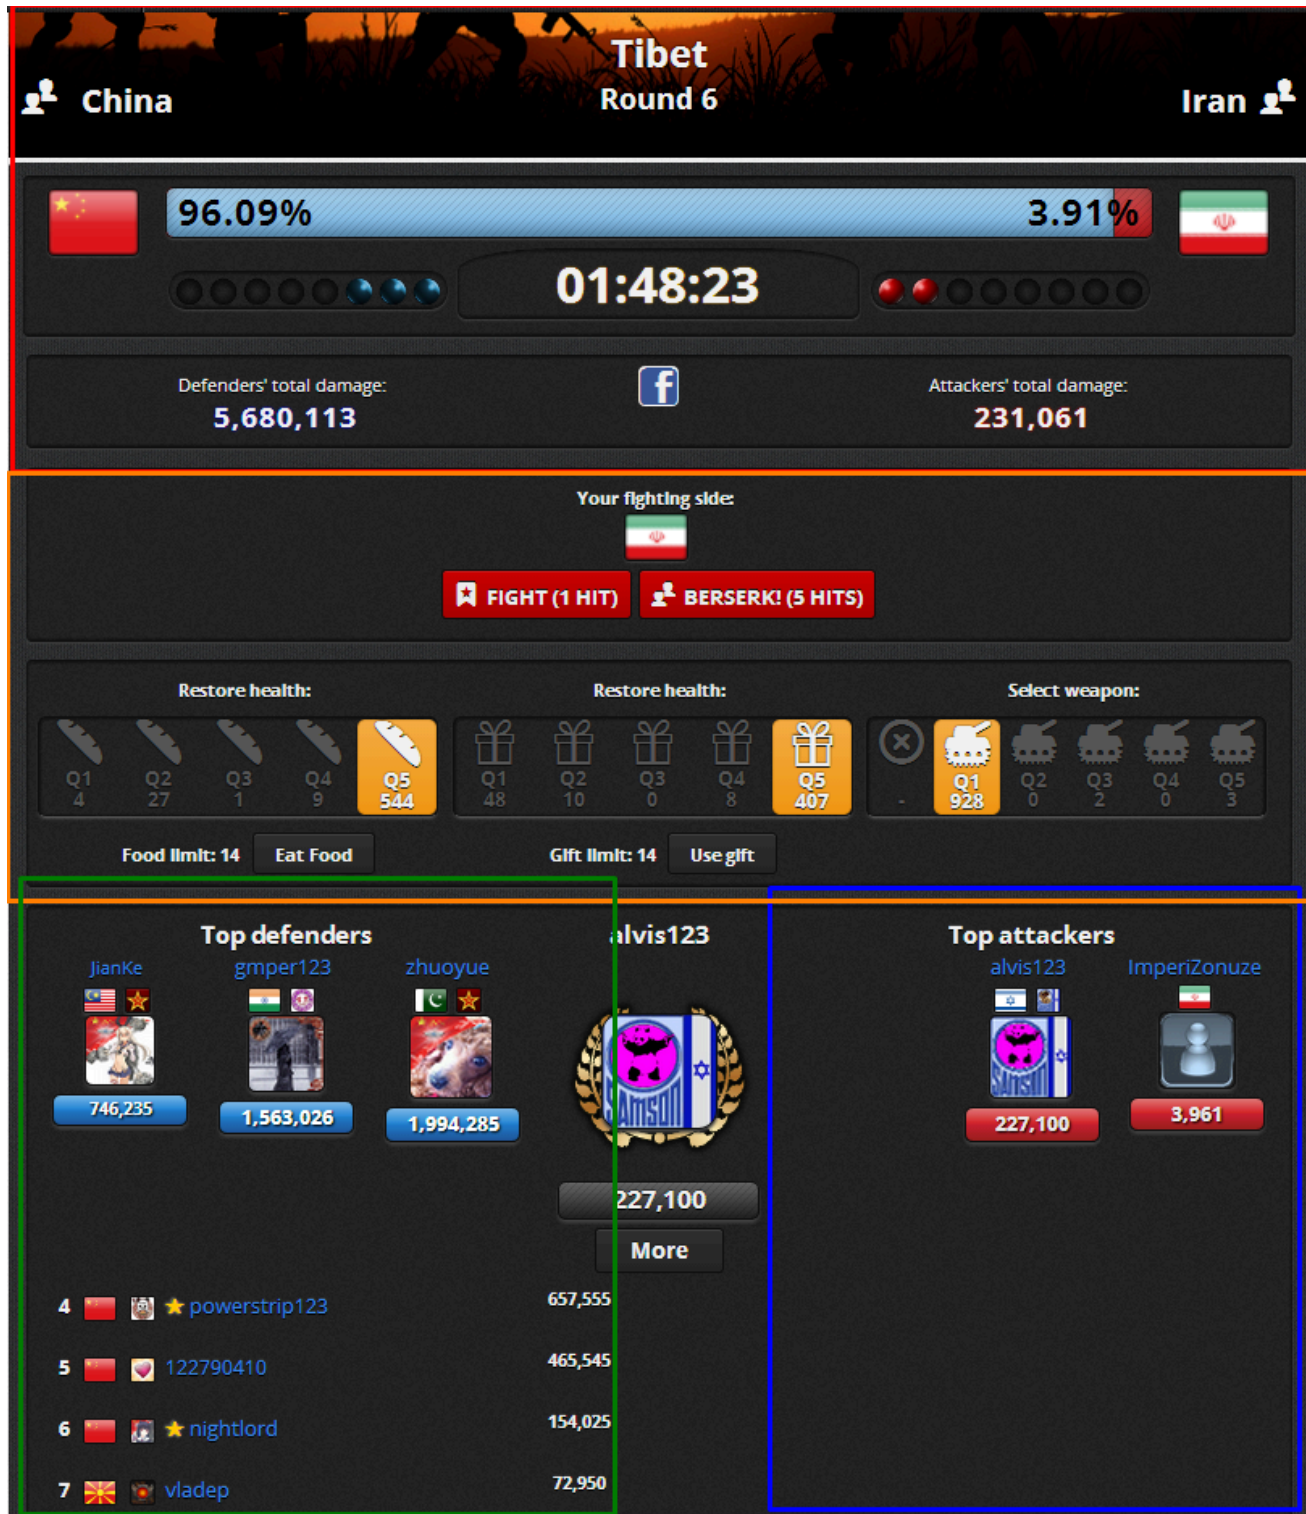 Tibet
China
Round 6
Iran
96.09%
3.91%
01:48:23
Defenders' total damage:
5,680,113
f
Attackers' total damage:
231,061
Your fighting side:
FIGHT (1 HIT)
BERSERK! (5 HITS)
Restore health:
Q1 Q2 Q3 Q4 Q5
4 27 1 9 544
Food limit: 14
Eat Food
Restore health:
Q1 Q2 Q3 Q4 Q5
48 10 0 8 407
Gift limit: 14
Use gift
Select weapon:
Q1 Q2 Q3 Q4 Q5
- 928 0 2 0 3
Top defenders
JianKe
gmper123
zhuoyue
746,235
1,563,026
1,994,285
alvis123
SAMSON
227,100
More
Top attackers
alvis123
ImperiZonuze
SAMSON
227,100
3,961
4 powerstrip123 657,555
5 122790410 465,545
6 nightlord 154,025
7 vladep 72,950